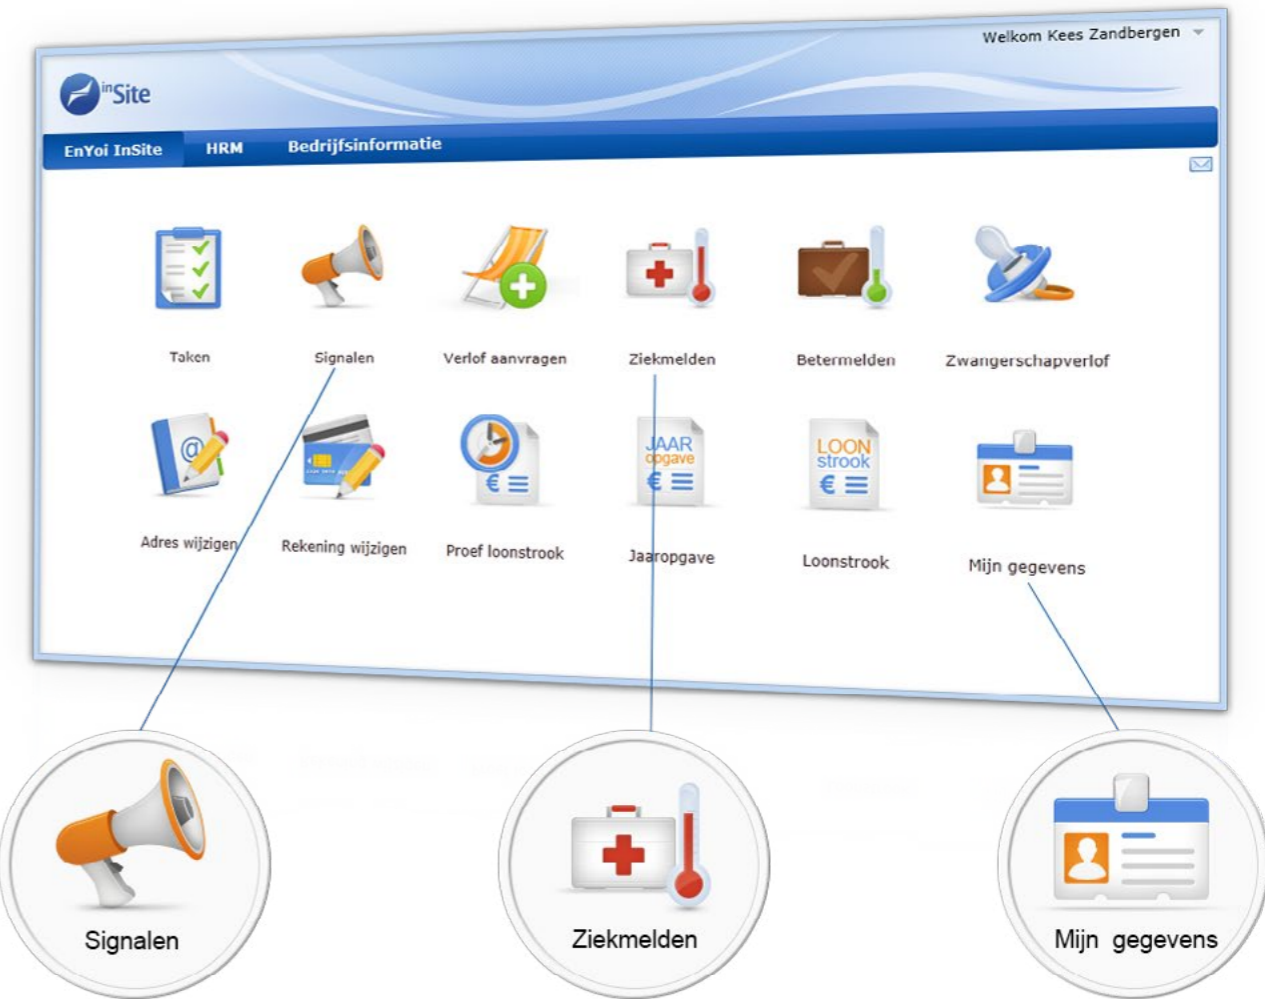 Welkom Kees Zandbergen
inSite
EnYoi InSite HRM Bedrijfsinformatie
Taken Signalen Verlof aanvragen Ziekmelden Betermelden Zwangerschapverlof
@
JAAR
opgave
€
LOON
strook
€
€
Adres wijzigen Rekening wijzigen Proef loonstrook Jaaropgave Loonstrook Mijn gegevens
Signalen Ziekmelden Mijn gegevens